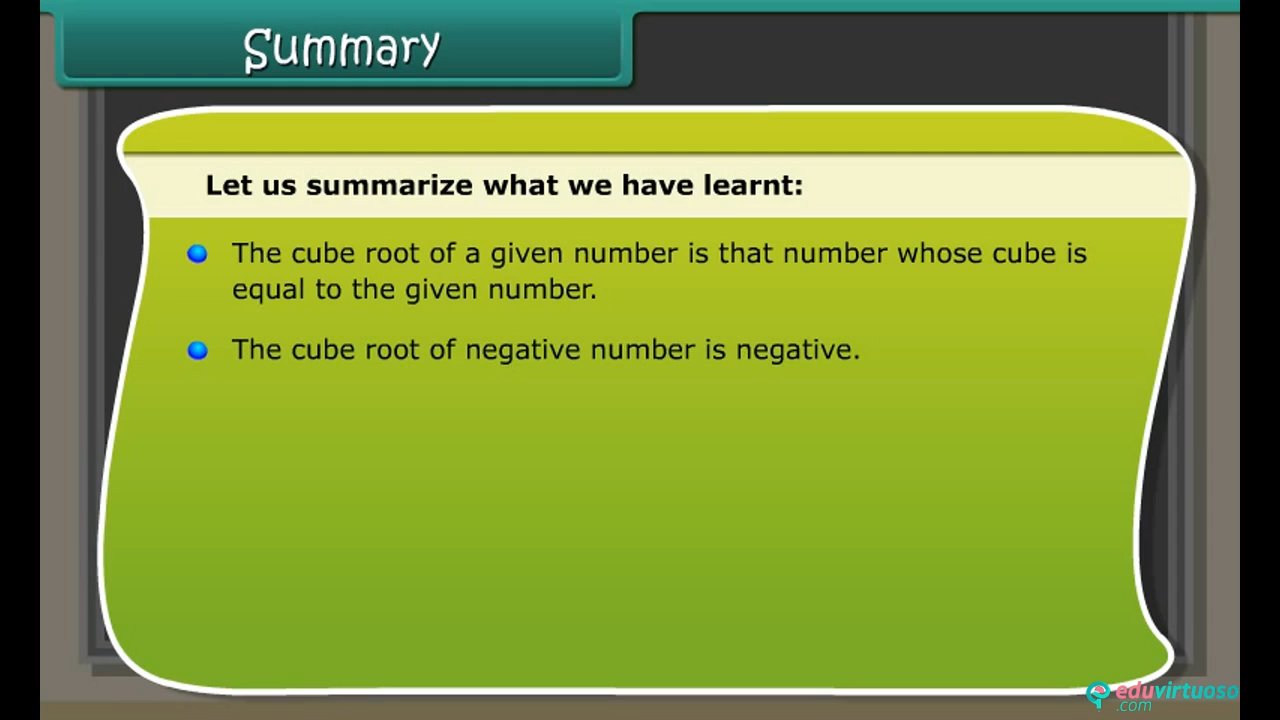 Summary
Let us summarize what we have learnt:
The cube root of a given number is that number whose cube is
equal to the given number.
The cube root of negative number is negative.
eduvirtuoso
.com